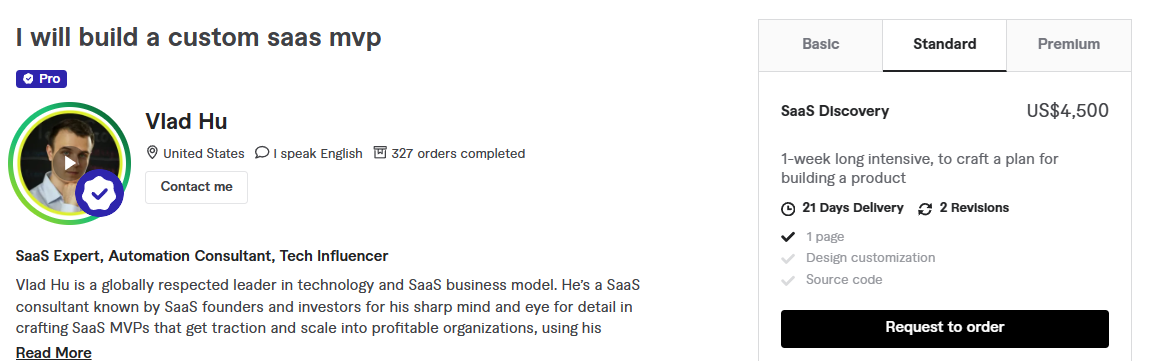 I will build a custom saas mvp
Pro
Vlad Hu
United States I speak English 327 orders completed
Contact me
SaaS Expert, Automation Consultant, Tech Influencer
Vlad Hu is a globally respected leader in technology and SaaS business model. He's a SaaS
consultant known by SaaS founders and investors for his sharp mind and eye for detail in
crafting SaaS MVPs that get traction and scale into profitable organizations, using his
Read More
Basic Standard Premium
SaaS Discovery US$4,500
1-week long intensive, to craft a plan for
building a product
21 Days Delivery 2 Revisions
1 page
Design customization
Source code
Request to order